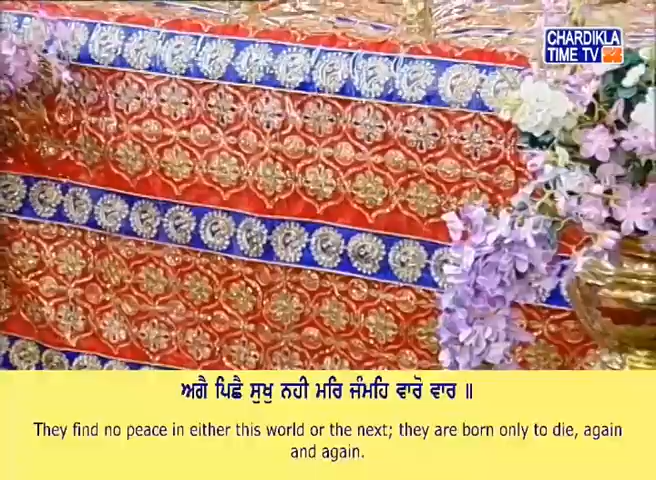 CHARDIKLA
TIME TV
ਅਗੈ ਪਿਛੈ ਸੁਖੁ ਨਹੀ ਮਰਿ ਜੰਮਹਿ ਵਾਰੋ ਵਾਰ ॥
They find no peace in either this world or the next; they are born only to die, again
and again.